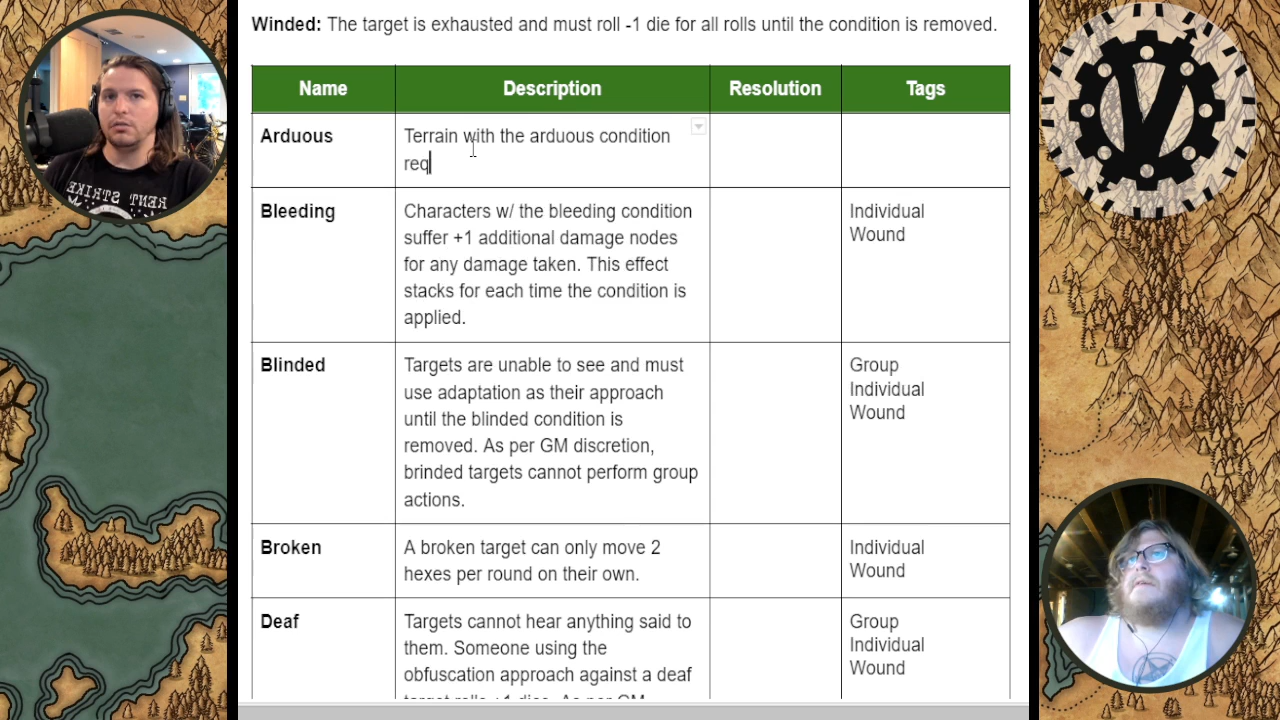 Winded: The target is exhausted and must roll -1 die for all rolls until the condition is removed.
Name Description Resolution Tags
Arduous
Terrain with the arduous condition
req
Bleeding
Characters w/ the bleeding condition
suffer +1 additional damage nodes
for any damage taken. This effect
stacks for each time the condition is
applied.
Individual
Wound
Blinded
Targets are unable to see and must
use adaptation as their approach
until the blinded condition is
removed. As per GM discretion,
brinded targets cannot perform group
actions.
Group
Individual
Wound
Broken
A broken target can only move 2
hexes per round on their own.
Individual
Wound
Deaf
Targets cannot hear anything said to
them. Someone using the
obfuscation approach against a deaf
Group
Individual
Wound
RENT STRIKE
V